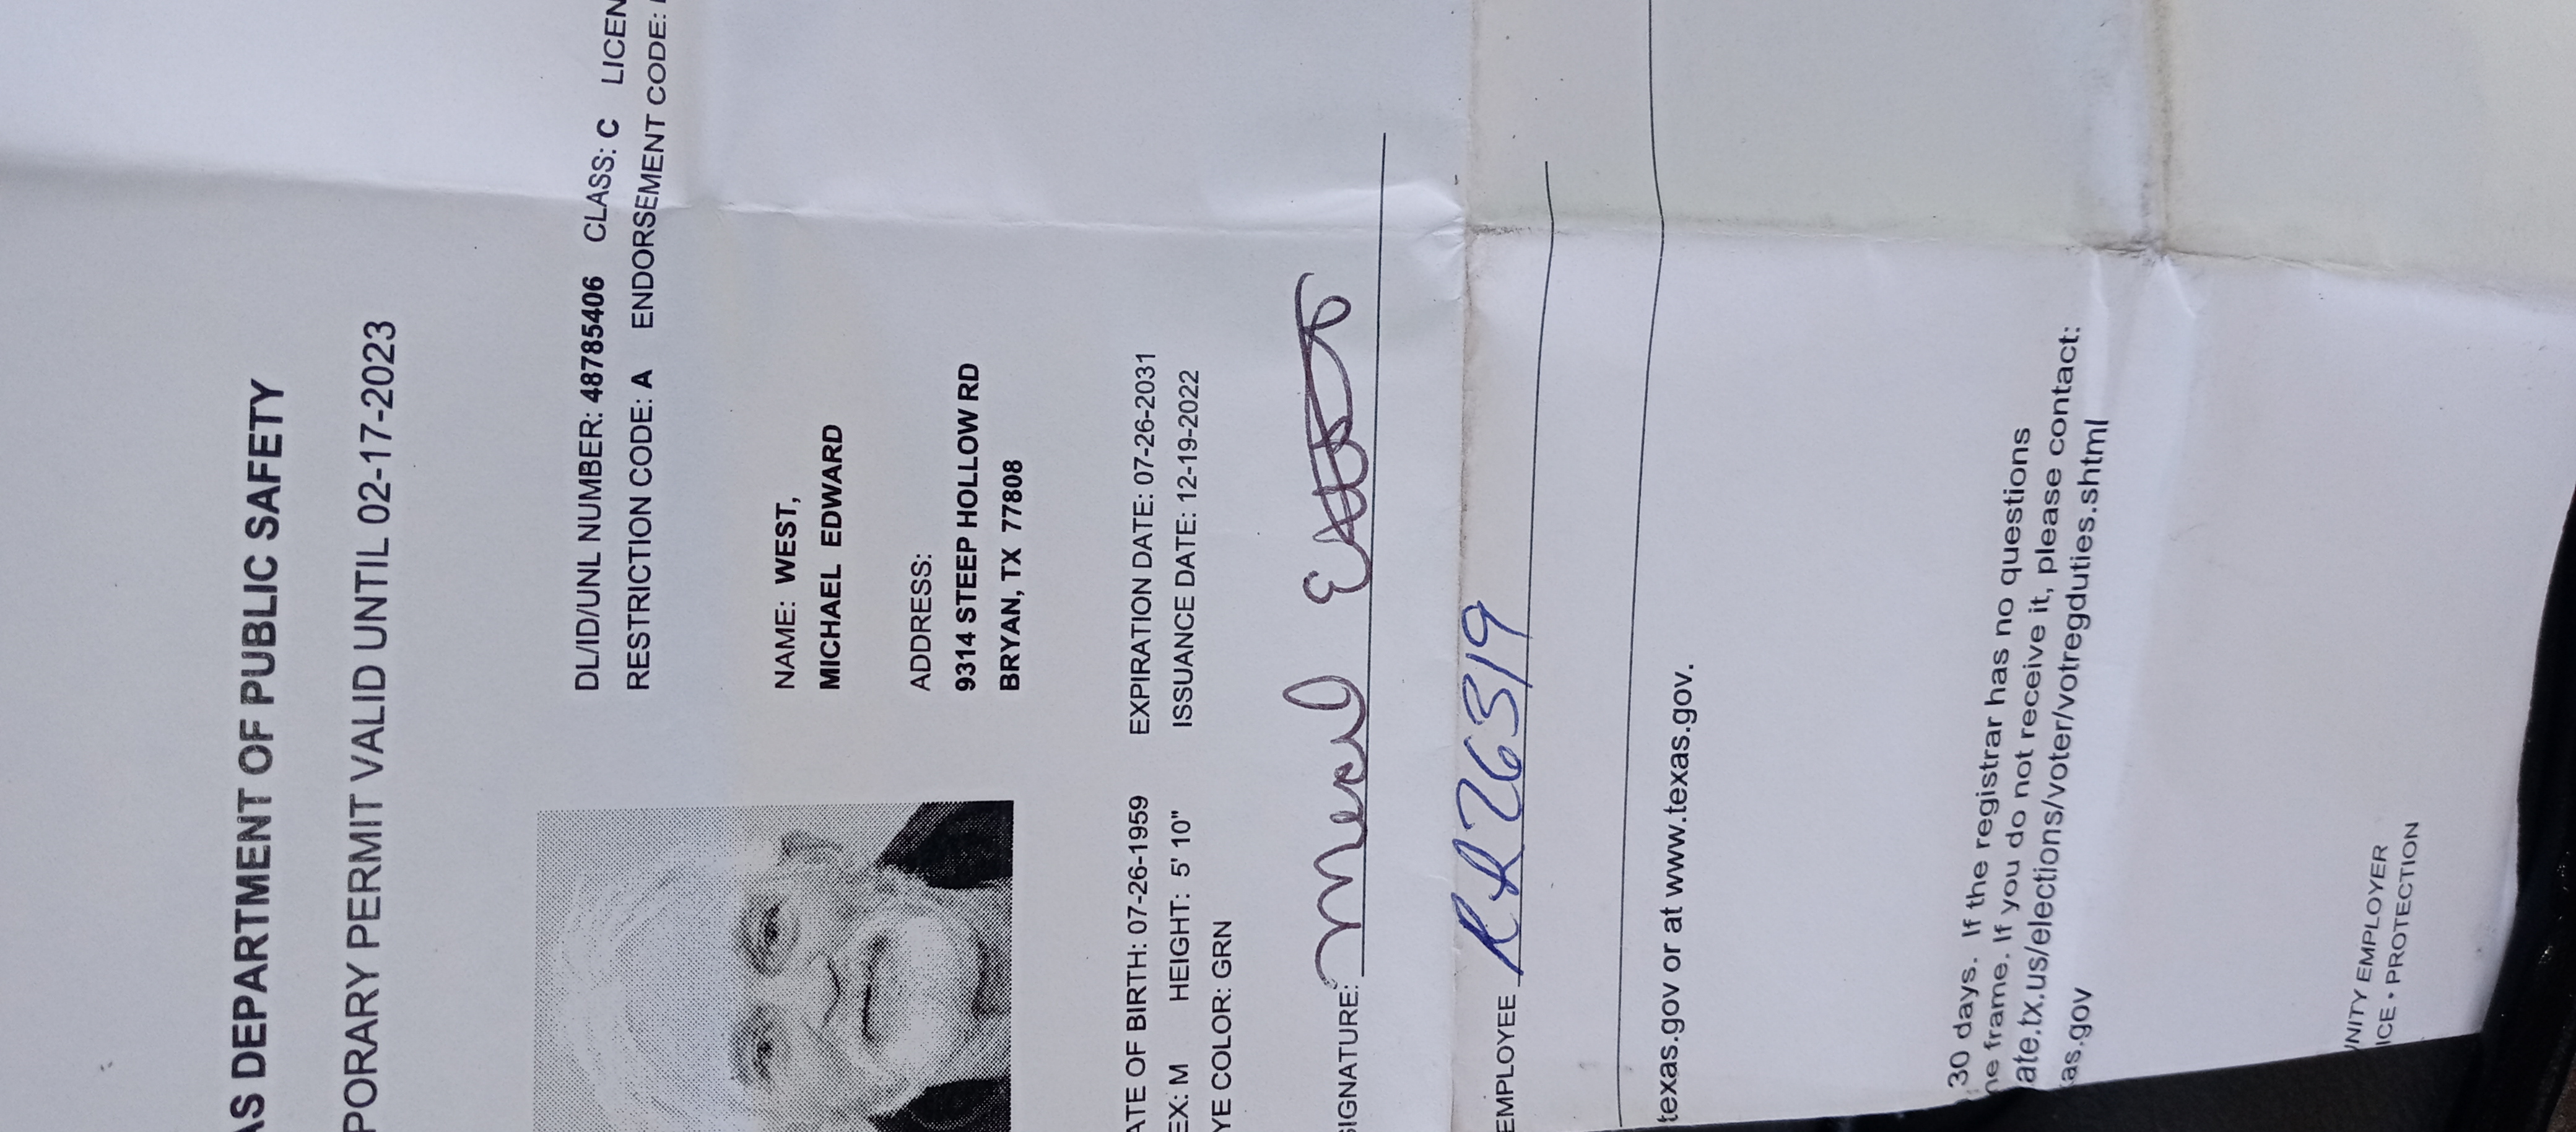 AS DEPARTMENT OF PUBLIC SAFETY
PORARY PERMIT VALID UNTIL 02-17-2023
DL/ID/UNL NUMBER: 48785406 CLASS: C LICEN
RESTRICTION CODE: A ENDORSEMENT CODE:
NAME: WEST,
MICHAEL EDWARD
ADDRESS:
9314 STEEP HOLLOW RD
BRYAN, TX 77808
ATE OF BIRTH: 07-26-1959 EXPIRATION DATE: 07-26-2031
EX: M HEIGHT: 5' 10" ISSUANCE DATE: 12-19-2022
YE COLOR: GRN
SIGNATURE:
EMPLOYEE RR26319
texas.gov or at www.texas.gov.
30 days. If the registrar has no questions
ne frame. If you do not receive it, please contact:
ate.tx.us/elections/voter/votregduties.shtml
as.gov
UNITY EMPLOYER
ICE • PROTECTION